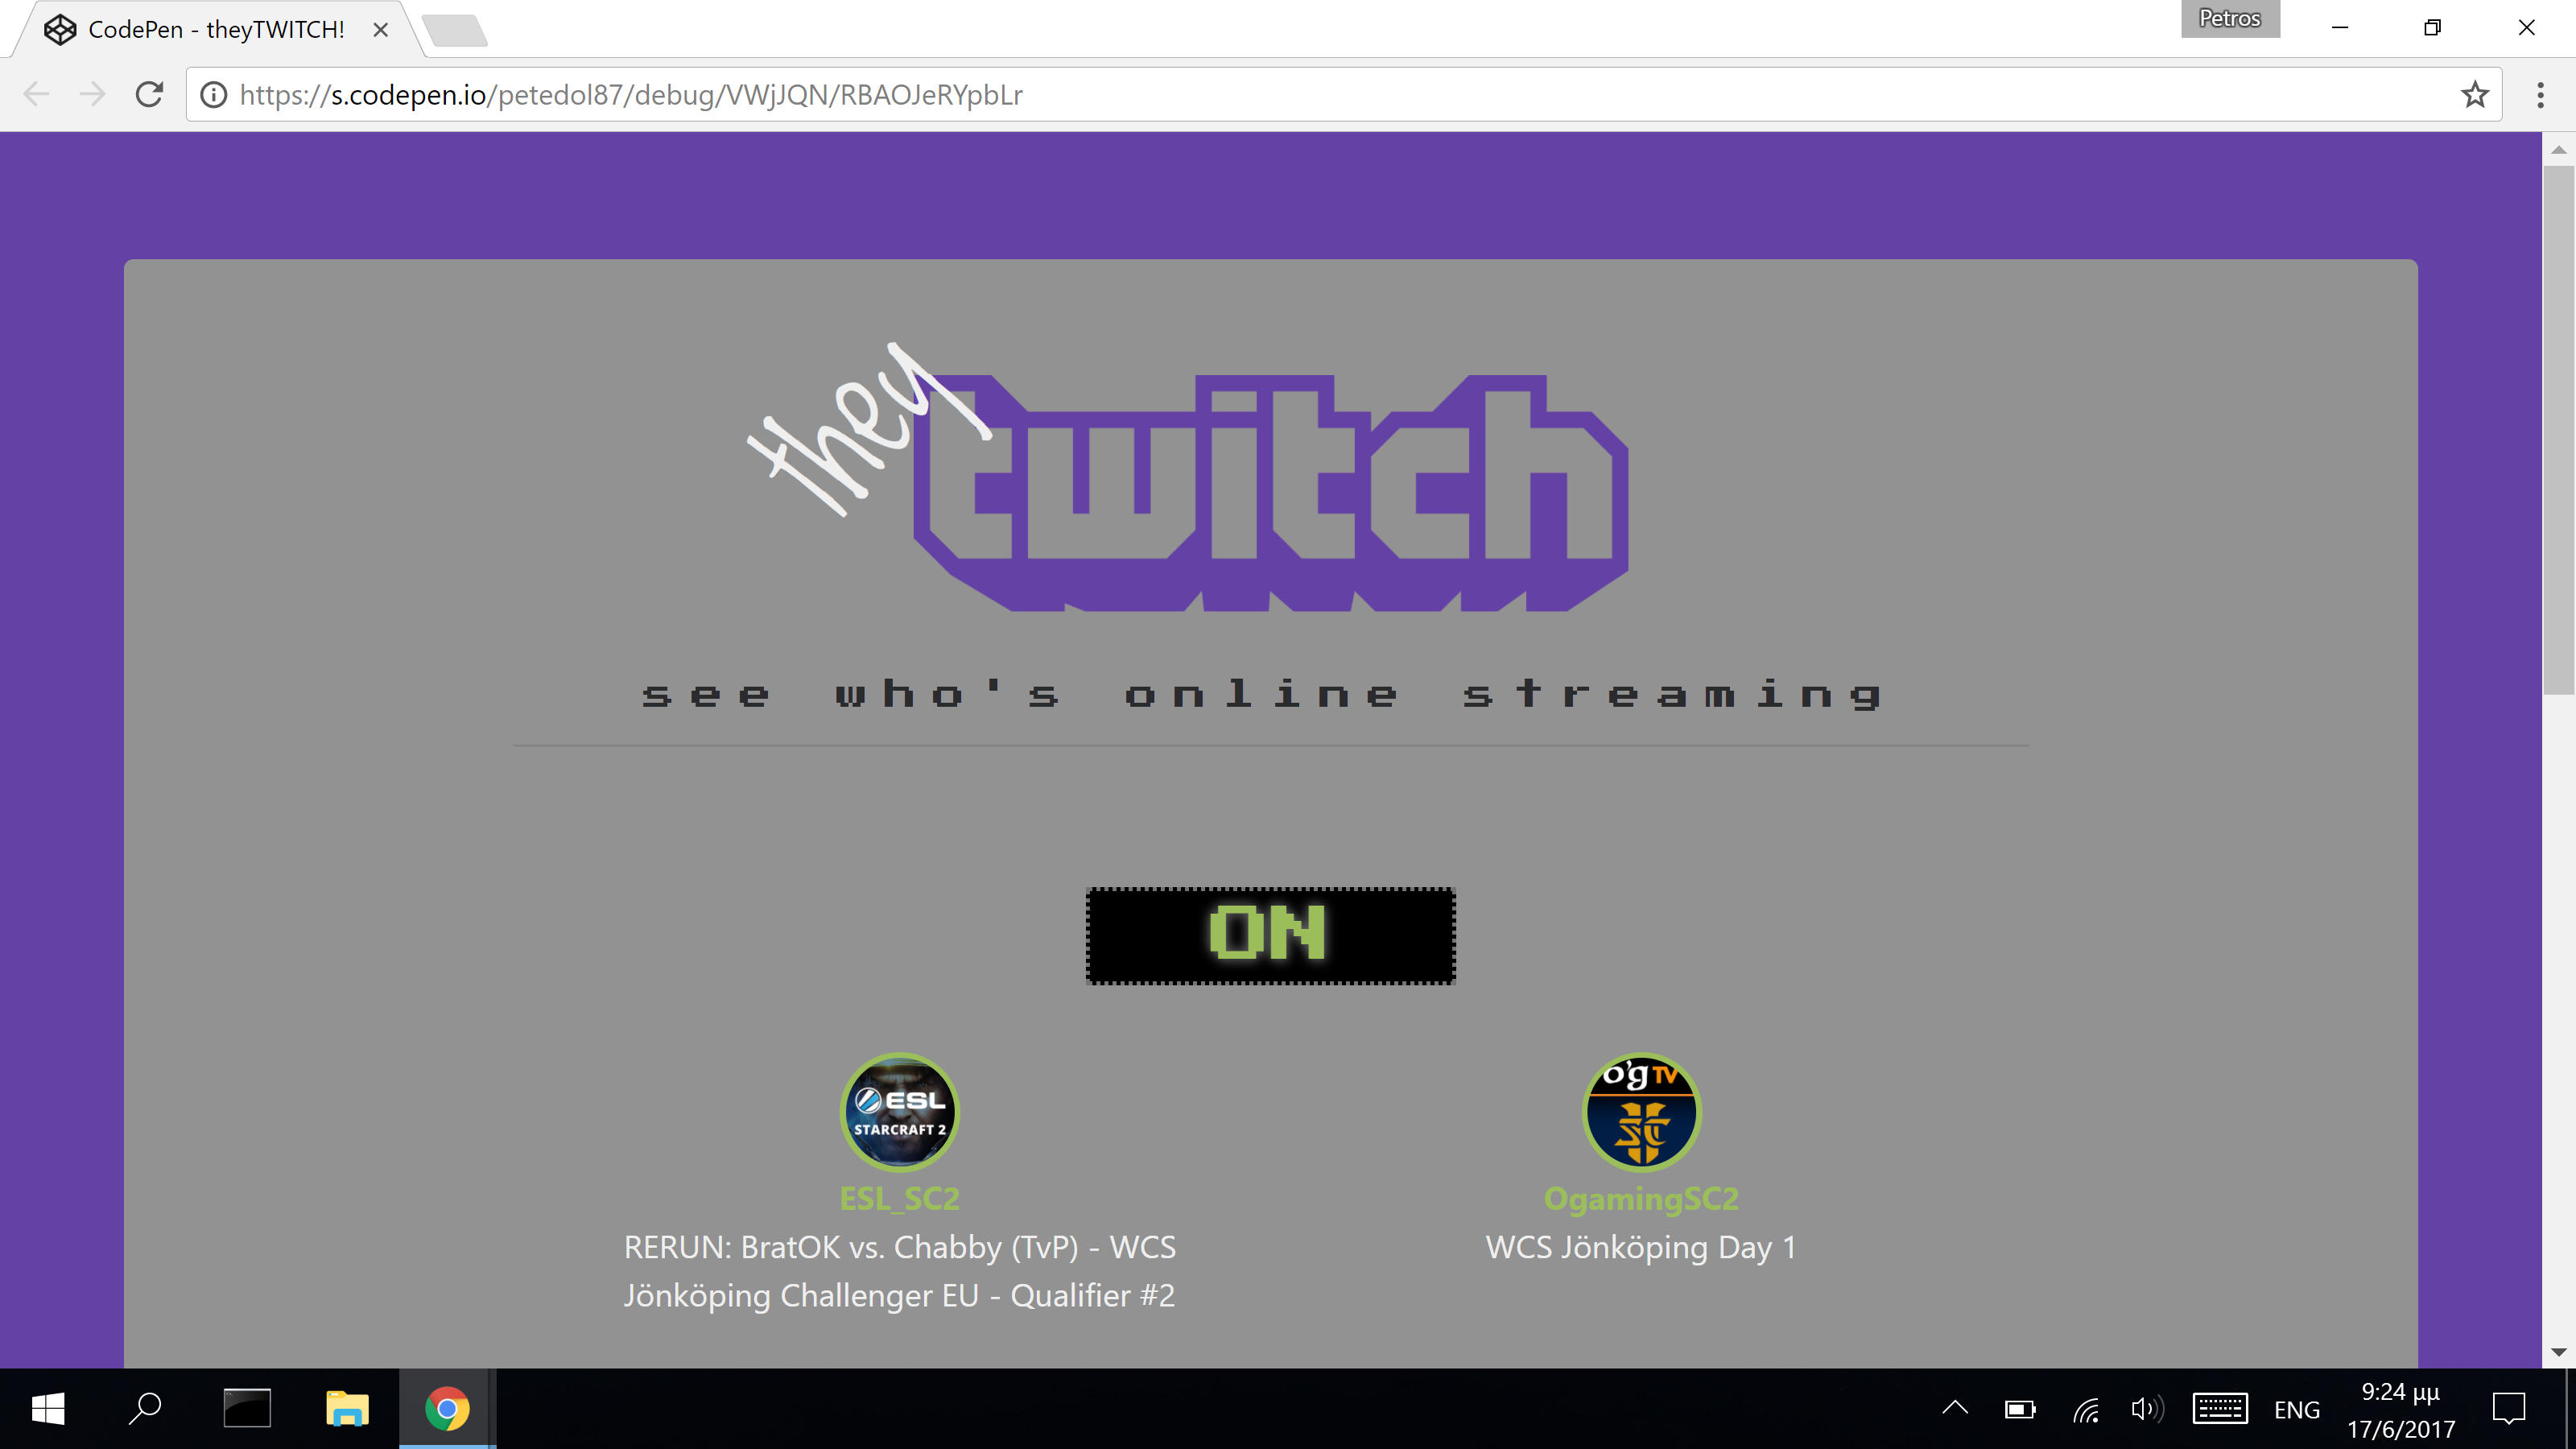 CodePen - theyTWITCH!
Petros
https://s.codepen.io/petedol87/debug/VWjJQN/RBAOJeRYpbLr
they
twitch
see who's online streaming
ON
ESL
STARCRAFT 2
o'g TV
SC
ESL_SC2
OgamingSC2
RERUN: BratOK vs. Chabby (TvP) - WCS
Jönköping Challenger EU - Qualifier #2
WCS Jönköping Day 1
ENG
9:24 μμ
17/6/2017